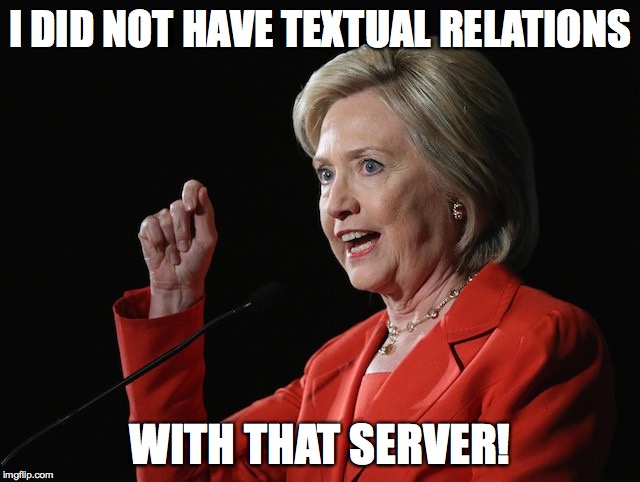 I DID NOT HAVE TEXTUAL RELATIONS
WITH THAT SERVER!
imgflip.com